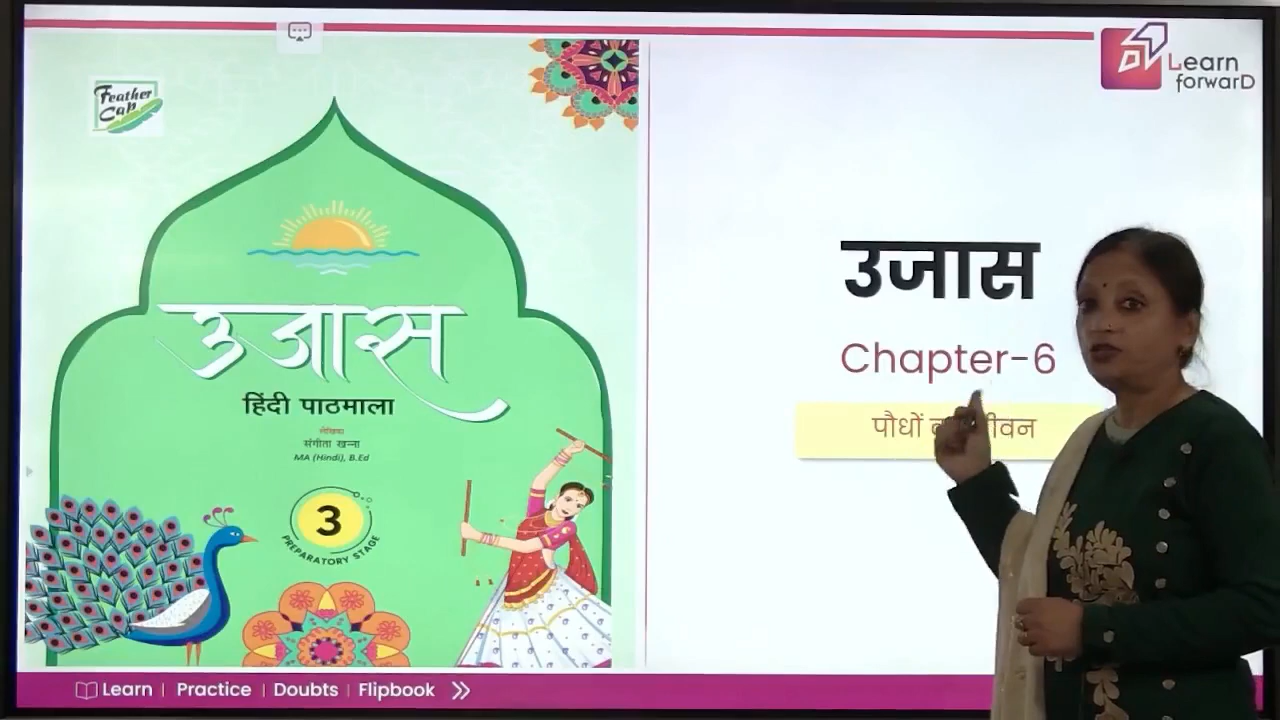 Feather
Cap
उजास
हिंदी पाठमाला
लेखिका
संगीता खन्ना
MA (Hindi), B.Ed
3
PREPARATORY STAGE
Learn
forwarD
उजास
Chapter-6
पौधों जीवन
Learn | Practice | Doubts | Flipbook